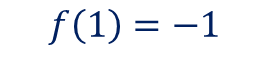 f(1) = −1